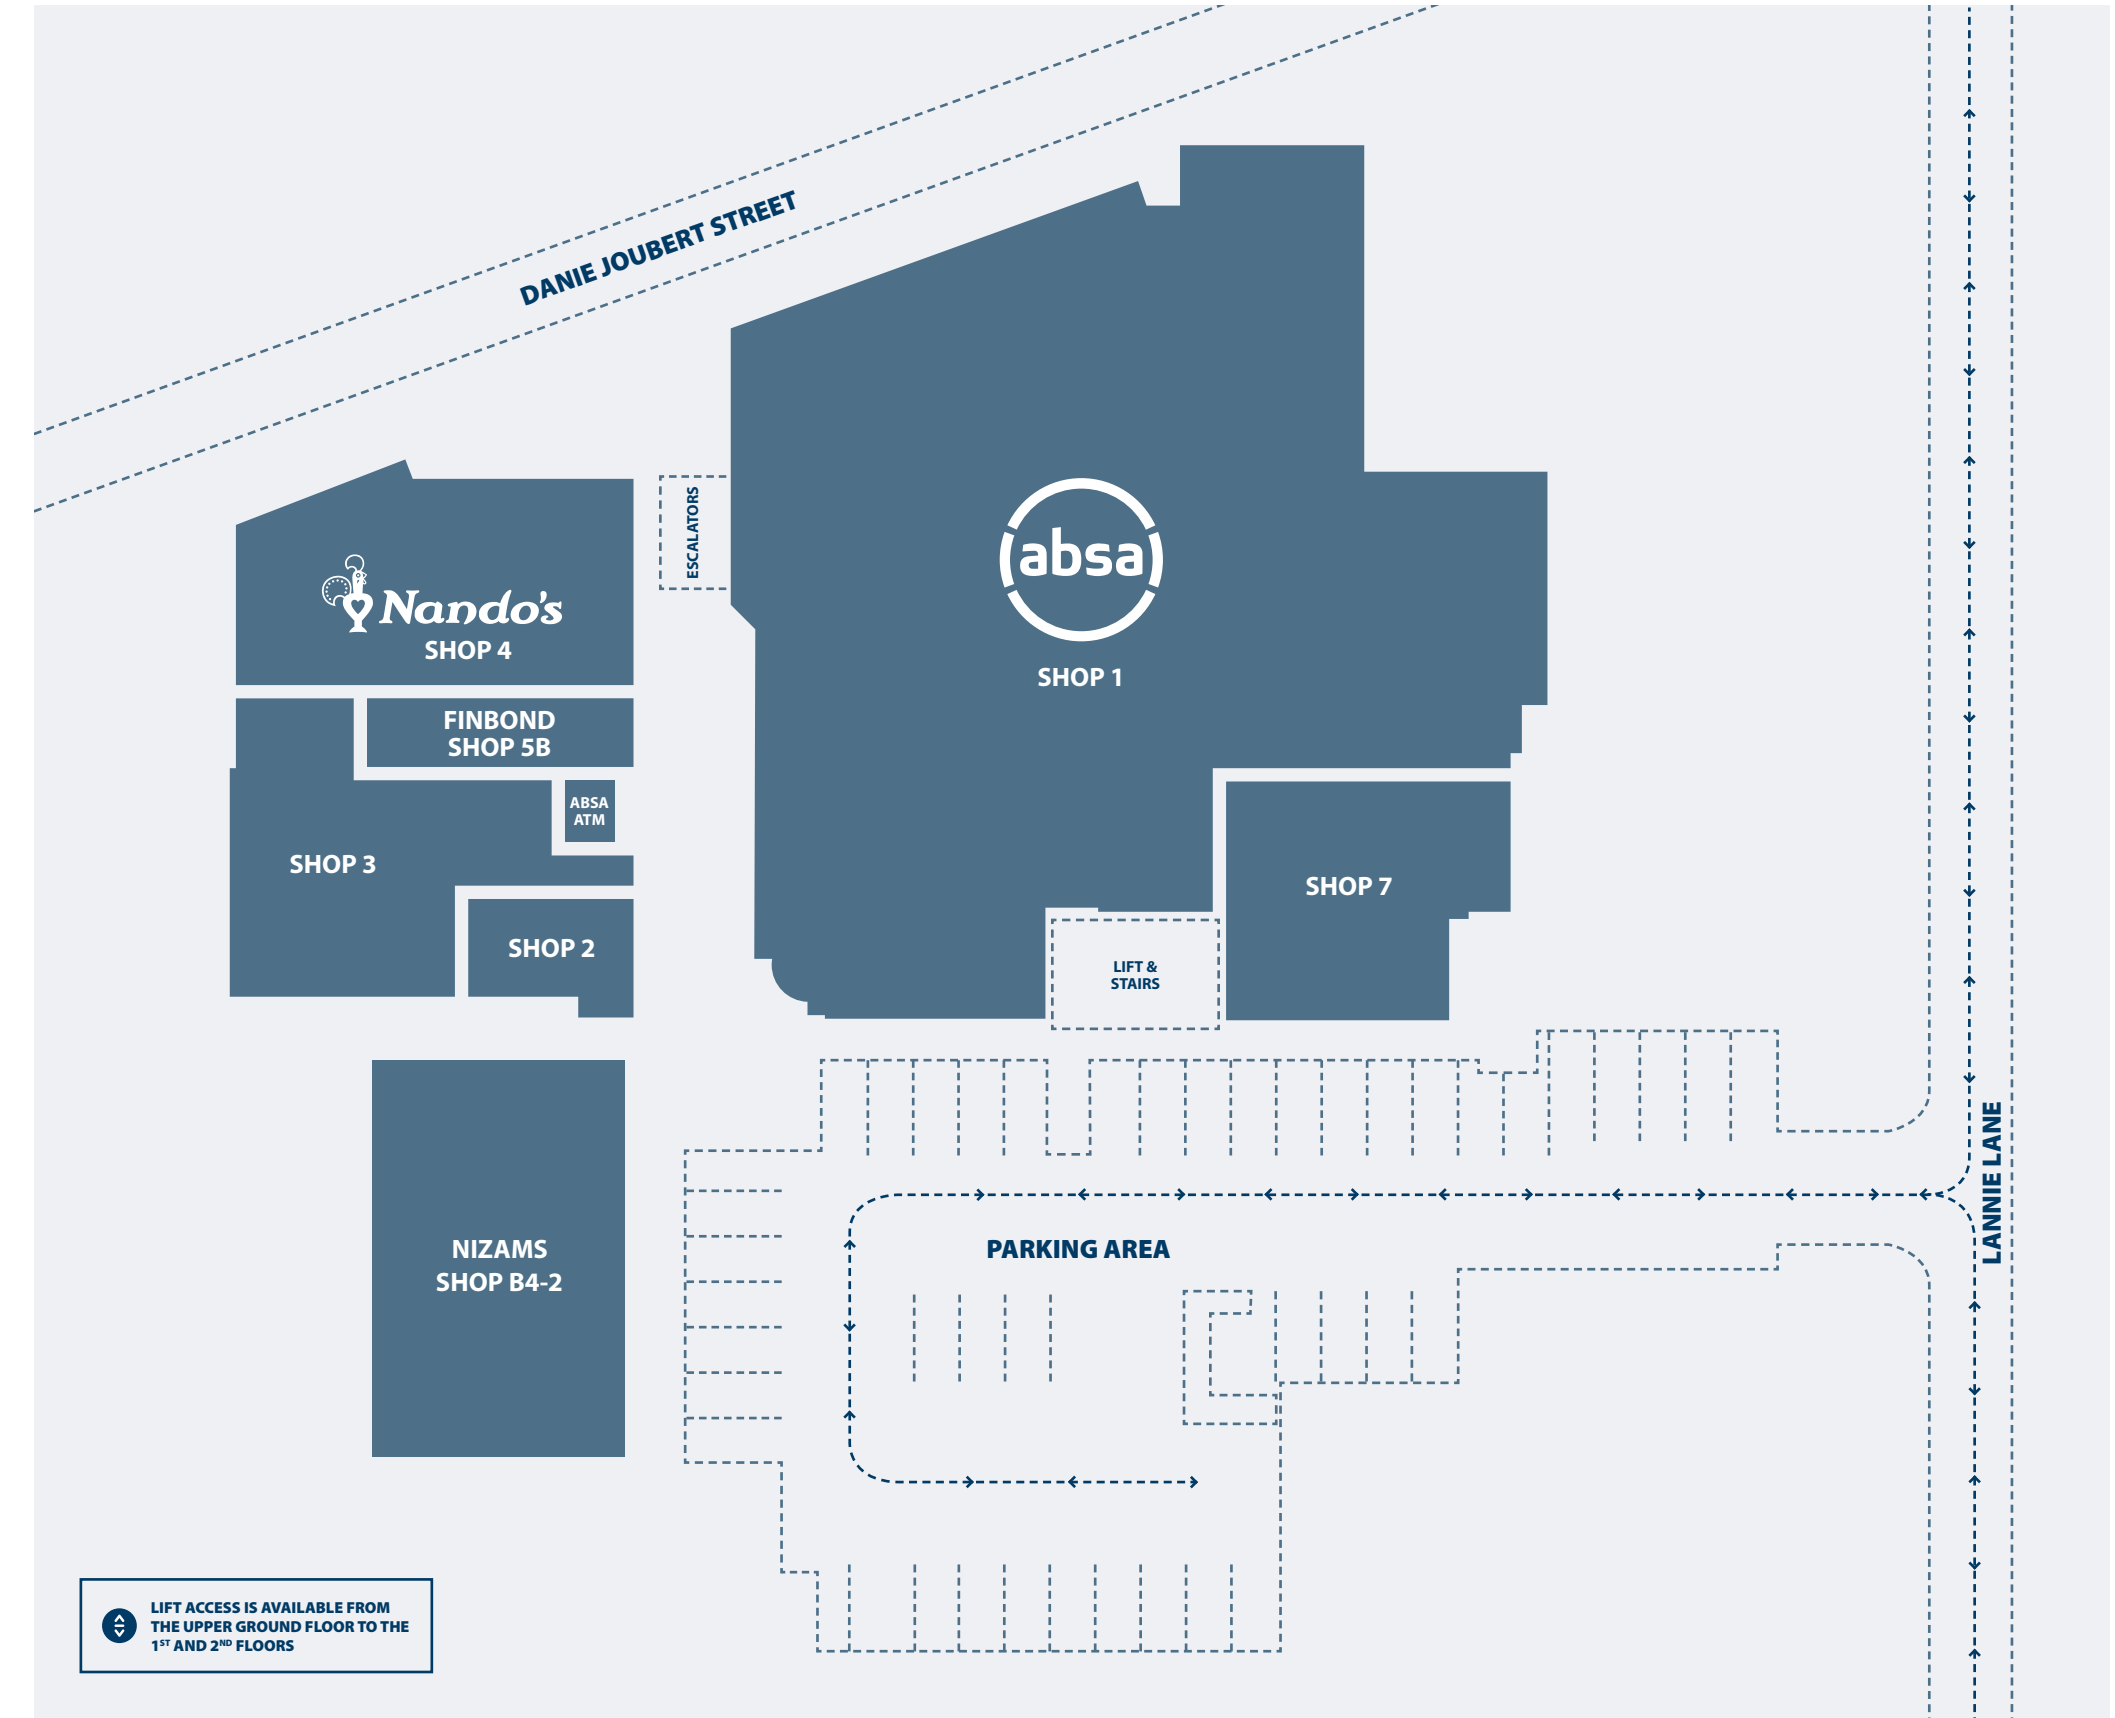 DANIE JOUBERT STREET
ESCALATORS
absa
SHOP 1
Nando's
SHOP 4
FINBOND
SHOP 5B
ABSA
ATM
SHOP 3
SHOP 7
SHOP 2
LIFT &
STAIRS
LANNIE LANE
PARKING AREA
NIZAMS
SHOP B4-2
LIFT ACCESS IS AVAILABLE FROM
THE UPPER GROUND FLOOR TO THE
1ST AND 2ND FLOORS